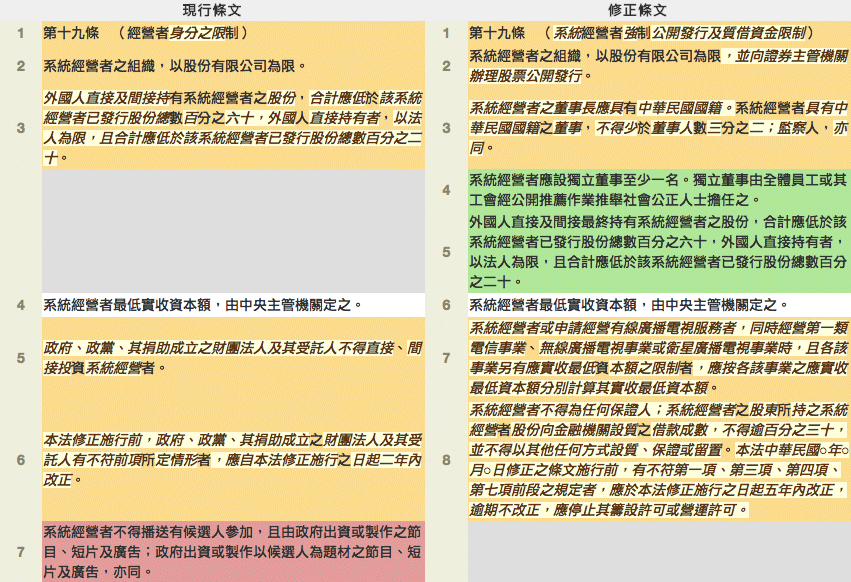 現行條文
1 第十九條 （經營者身分之限制）
2 系統經營者之組織，以股份有限公司為限。
3 外國人直接及間接持有系統經營者之股份，合計應低於該系統
經營者已發行股份總數百分之六十，外國人直接持有者，以法
人為限，且合計應低於該系統經營者已發行股份總數百分之二
十。
4 系統經營者最低實收資本額，由中央主管機關定之。
5 政府、政黨、其捐助成立之財團法人及其受託人不得直接、間
接投資系統經營者。
6 本法修正施行前，政府、政黨、其捐助成立之財團法人及其受
託人有不符前項所定情形者，應自本法修正施行之日起二年內
改正。
7 系統經營者不得播送有候選人參加，且由政府出資或製作之節
目、短片及廣告；政府出資或製作以候選人為題材之節目、短
片及廣告，亦同。
修正條文
1 第十九條 （系統經營者強制公開發行及質借資金限制）
2 系統經營者之組織，以股份有限公司為限，並向證券主管機關
辦理股票公開發行。
3 系統經營者之董事長應具有中華民國國籍。系統經營者具有中
華民國國籍之董事，不得少於董事人數三分之二；監察人，亦
同。
4 系統經營者應設獨立董事至少一名。獨立董事由全體員工或其
工會經公開推薦作業推舉社會公正人士擔任之。
5 外國人直接及間接最終持有系統經營者之股份，合計應低於該
系統經營者已發行股份總數百分之六十，外國人直接持有者，
以法人為限，且合計應低於該系統經營者已發行股份總數百分
之二十。
6 系統經營者最低實收資本額，由中央主管機關定之。
7 系統經營者或申請經營有線廣播電視服務者，同時經營第一類
電信事業、無線廣播電視事業或衛星廣播電視事業時，且各該
事業另有應實收最低資本額之限制者，應按各該事業之應實收
最低資本額分別計算其實收最低資本額。
8 系統經營者不得為任何保證人；系統經營者之股東所持之系統
經營者股份向金融機關設質之借款成數，不得逾百分之三十，
並不得以其他任何方式設質、保證或留置。本法中華民國○年○
月○日修正之條文施行前，有不符第一項、第三項、第四項、
第七項前段之規定者，應於本法修正施行之日起五年內改正，
逾期不改正，應停止其籌設許可或營運許可。